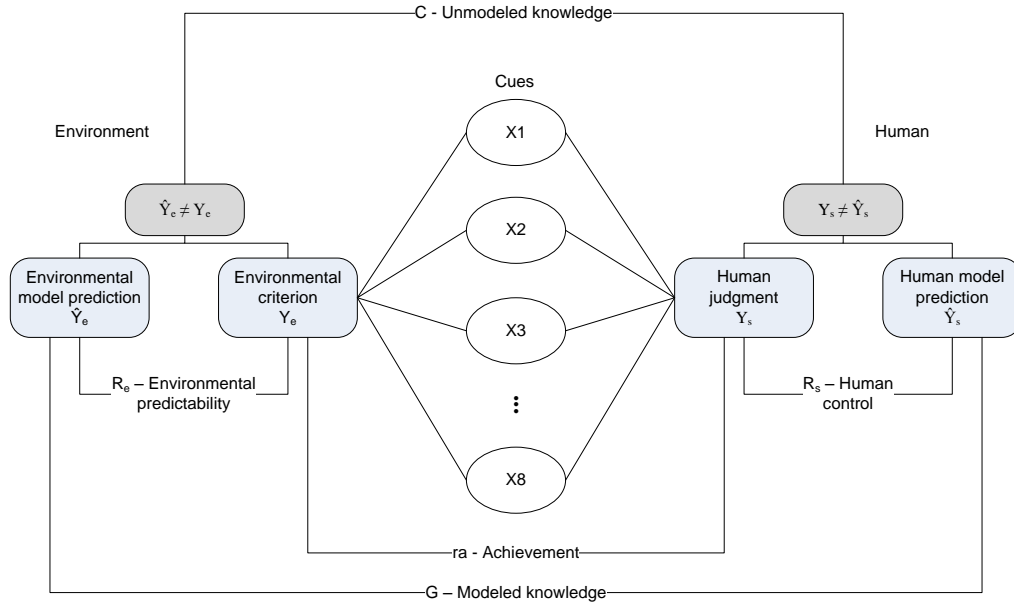 C - Unmodeled knowledge
Cues
Environment
X1
Human
Ŷₑ ≠ Yₑ
X2
Yₛ ≠ Ŷₛ
Environmental
model prediction
Ŷₑ
Environmental
criterion
Yₑ
X3
Human
judgment
Yₛ
Human model
prediction
Ŷₛ
Rₑ – Environmental
predictability
Rₛ – Human
control
X8
ra - Achievement
G – Modeled knowledge